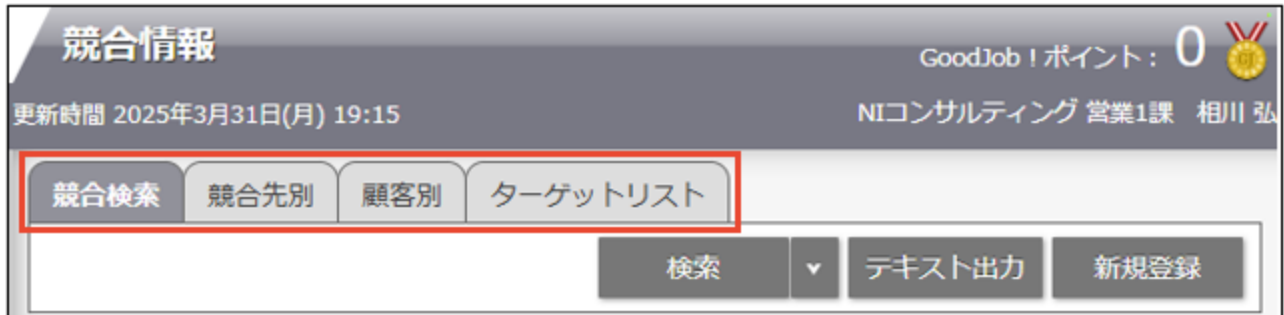 競合情報
GoodJob！ポイント： 0
更新時間 2025年3月31日(月) 19:15
NIコンサルティング 営業1課 相川 弘
競合検索 競合先別 顧客別 ターゲットリスト
検索 テキスト出力 新規登録